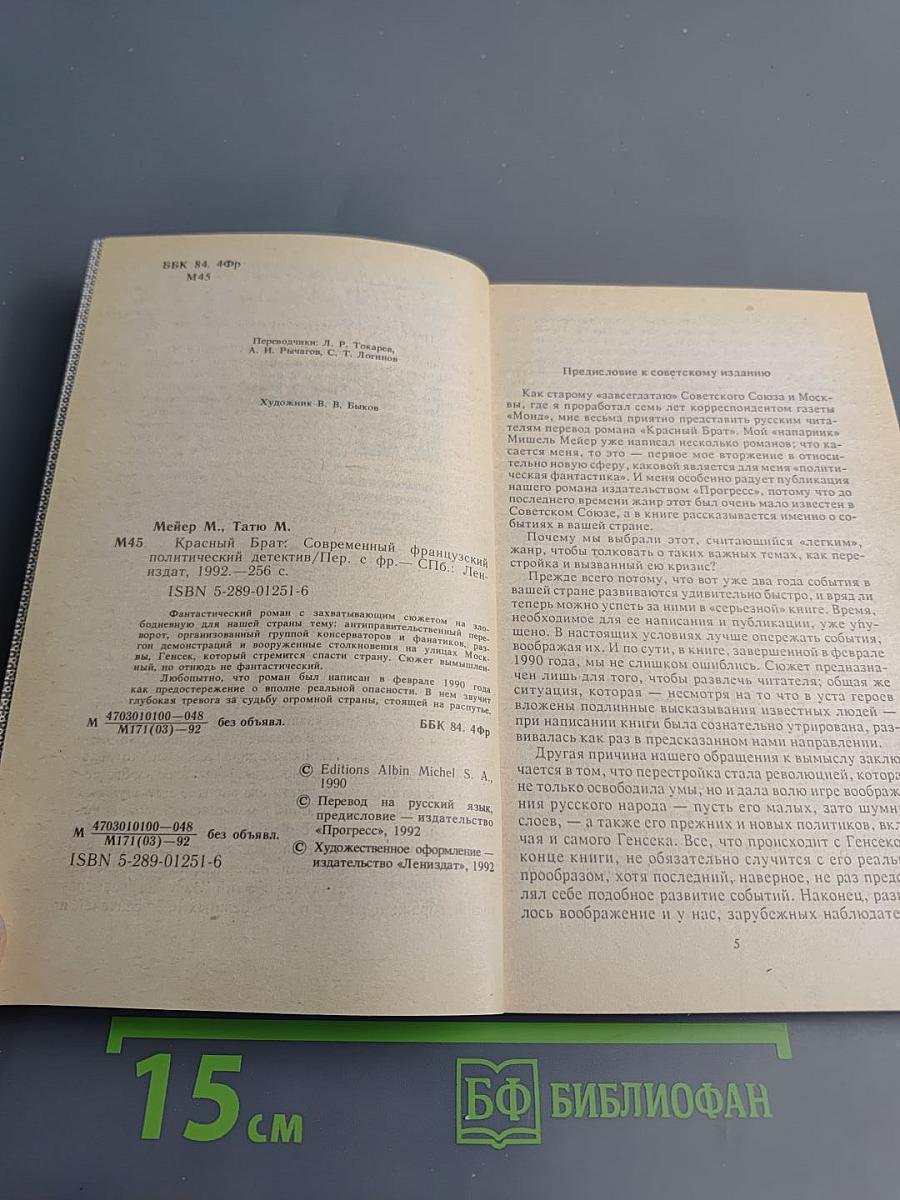 ББК 84. 4Фр
М45
Переводчики: Л. Р. Токарев,
А. И. Рычагов, С. Т. Логинов
Художник В. В. Быков
Мейер М., Татю М.
М45 Красный Брат: Современный французский
политический детектив/Пер. с фр.— СПб.: Лен-
издат, 1992.—256 с.
ISBN 5-289-01251-6
Фантастический роман с захватывающим сюжетом на зло-
бодневную для нашей страны тему: антиправительственный пере-
ворот, организованный группой консерваторов и фанатиков, раз-
гон демонстраций и вооруженные столкновения на улицах Моск-
вы, Генсек, который стремится спасти страну. Сюжет вымышлен-
ный, но отнюдь не фантастический.
Любопытно, что роман был написан в феврале 1990 года
как предостережение о вполне реальной опасности. В нем звучит
глубокая тревога за судьбу огромной страны, стоящей на распутье.
М 4703010100—048 без объявл.
М171(03)—92
ББК 84. 4Фр
© Editions Albin Michel S. A.,
1990
© Перевод на русский язык,
предисловие — издательство
«Прогресс», 1992
© Художественное оформление —
издательство «Лениздат», 1992
М 4703010100—048 без объявл.
М171(03)—92
ISBN 5-289-01251-6
Предисловие к советскому изданию
Как старому «завсегдатаю» Советского Союза и Моск-
вы, где я проработал семь лет корреспондентом газеты
«Монд», мне весьма приятно представить русским чита-
телям перевод романа «Красный Брат». Мой «напарник»
Мишель Мейер уже написал несколько романов; что ка-
сается меня, то это — первое мое вторжение в относи-
тельно новую сферу, каковой является для меня «полити-
ческая фантастика». И меня особенно радует публикация
нашего романа издательством «Прогресс», потому что до
последнего времени жанр этот был очень мало известен в
Советском Союзе, а в книге рассказывается именно о со-
бытиях в вашей стране.
Почему мы выбрали этот, считающийся «легким»,
жанр, чтобы толковать о таких важных темах, как пере-
стройка и вызванный ею кризис?
Прежде всего потому, что вот уже два года события в
вашей стране развиваются удивительно быстро, и вряд ли
теперь можно успеть за ними в «серьезной» книге. Время,
необходимое для ее написания и публикации, уже упу-
щено. В настоящих условиях лучше опережать события,
воображая их. И по сути, в книге, завершенной в феврале
1990 года, мы не слишком ошиблись. Сюжет предназна-
чен лишь для того, чтобы развлечь читателя; общая же
ситуация, которая — несмотря на то что в уста героев
вложены подлинные высказывания известных людей —
при написании книги была сознательно утрирована, раз-
вивалась как раз в предсказанном нами направлении.
Другая причина нашего обращения к вымыслу заклю
чается в том, что перестройка стала революцией, котора
не только освободила умы, но и дала волю игре воображ
ния русского народа — пусть его малых, зато шумн
слоев, — а также его прежних и новых политиков, вкл
чая и самого Генсека. Все, что происходит с Генсеко
конце книги, не обязательно случится с его реаль
прообразом, хотя последний, наверное, не раз предс
лял себе подобное развитие событий. Наконец, разы
лось воображение и у нас, зарубежных наблюдате
5
15 см
БФ БИБЛИОФАН